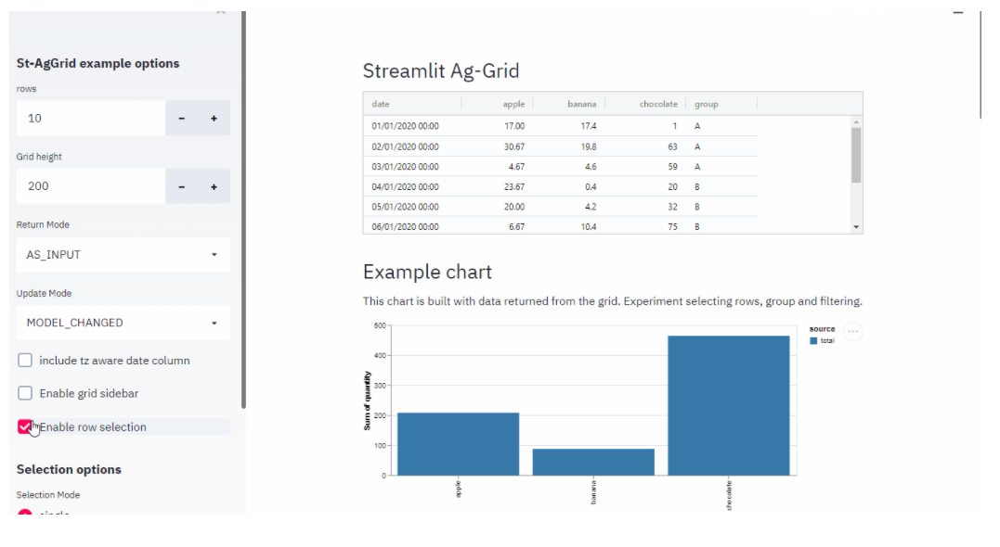 St-AgGrid example options
rows
10
- +
Grid height
200
- +
Return Mode
AS_INPUT
Update Mode
MODEL_CHANGED
include tz aware date column
Enable grid sidebar
Enable row selection
Selection options
Selection Mode
single
Streamlit Ag-Grid
date apple banana chocolate group
01/01/2020 00:00 17.00 17.4 1 A
02/01/2020 00:00 30.67 19.8 63 A
03/01/2020 00:00 4.67 4.6 59 A
04/01/2020 00:00 23.67 0.4 20 B
05/01/2020 00:00 20.00 4.2 32 B
06/01/2020 00:00 6.67 10.4 75 B
Example chart
This chart is built with data returned from the grid. Experiment selecting rows, group and filtering.
Sum of quantity
500
400
300
200
100
0
apple
banana
chocolate
source
total